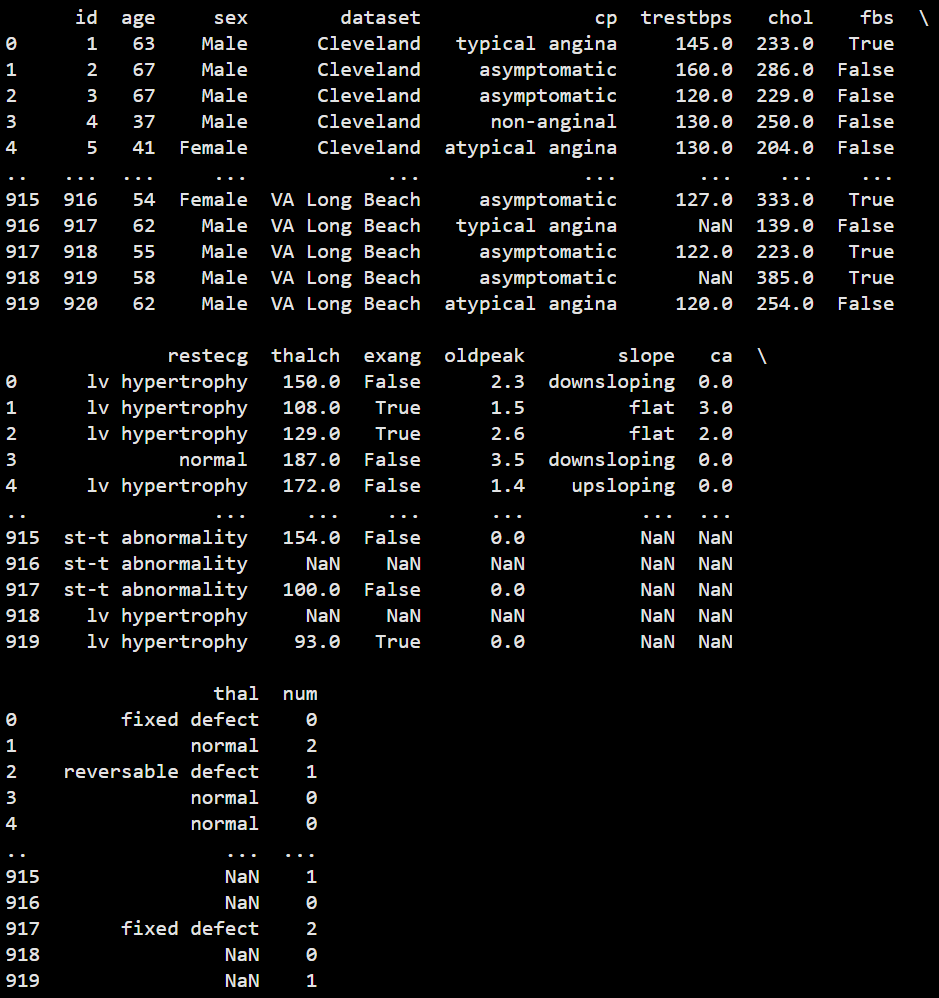 id  age     sex        dataset               cp  trestbps   chol    fbs  \
0      1   63    Male      Cleveland   typical angina     145.0  233.0   True
1      2   67    Male      Cleveland     asymptomatic     160.0  286.0  False
2      3   67    Male      Cleveland     asymptomatic     120.0  229.0  False
3      4   37    Male      Cleveland      non-anginal     130.0  250.0  False
4      5   41  Female      Cleveland  atypical angina     130.0  204.0  False
..   ...  ...     ...            ...              ...       ...    ...    ...
915  916   54  Female  VA Long Beach     asymptomatic     127.0  333.0   True
916  917   62    Male  VA Long Beach   typical angina       NaN  139.0  False
917  918   55    Male  VA Long Beach     asymptomatic     122.0  223.0   True
918  919   58    Male  VA Long Beach     asymptomatic       NaN  385.0   True
919  920   62    Male  VA Long Beach  atypical angina     120.0  254.0  False

              restecg  thalch  exang  oldpeak        slope   ca  \
0      lv hypertrophy   150.0  False      2.3  downsloping  0.0
1      lv hypertrophy   108.0   True      1.5         flat  3.0
2      lv hypertrophy   129.0   True      2.6         flat  2.0
3              normal   187.0  False      3.5  downsloping  0.0
4      lv hypertrophy   172.0  False      1.4    upsloping  0.0
..                ...     ...    ...      ...          ...  ...
915  st-t abnormality   154.0  False      0.0          NaN  NaN
916  st-t abnormality     NaN    NaN      NaN          NaN  NaN
917  st-t abnormality   100.0  False      0.0          NaN  NaN
918    lv hypertrophy     NaN    NaN      NaN          NaN  NaN
919    lv hypertrophy    93.0   True      0.0          NaN  NaN

                  thal  num
0         fixed defect    0
1               normal    2
2    reversable defect    1
3               normal    0
4               normal    0
..                 ...  ...
915                NaN    1
916                NaN    0
917       fixed defect    2
918                NaN    0
919                NaN    1